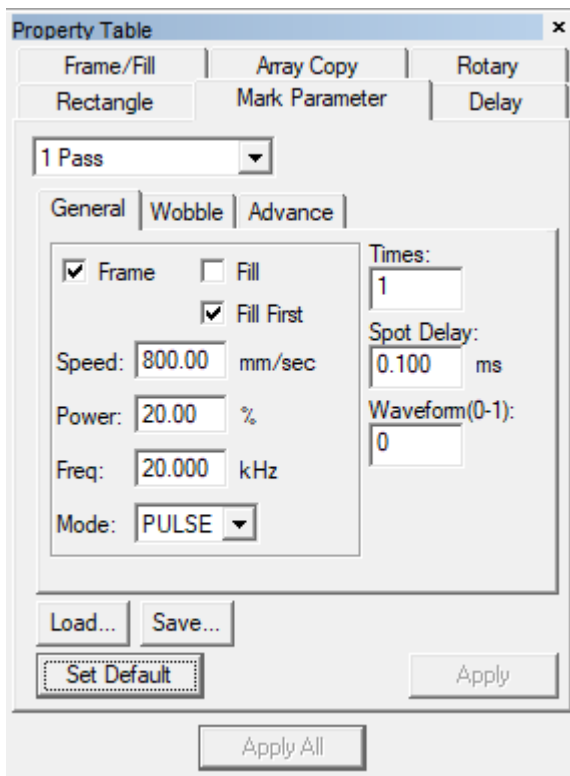 Property Table
Frame/Fill Array Copy Rotary
Rectangle Mark Parameter Delay
1 Pass
General Wobble Advance
Frame Fill
Fill First
Speed: 800.00 mm/sec
Power: 20.00 %
Freq: 20.000 kHz
Mode: PULSE
Times:
1
Spot Delay:
0.100 ms
Waveform(0-1):
0
Load... Save...
Set Default Apply
Apply All